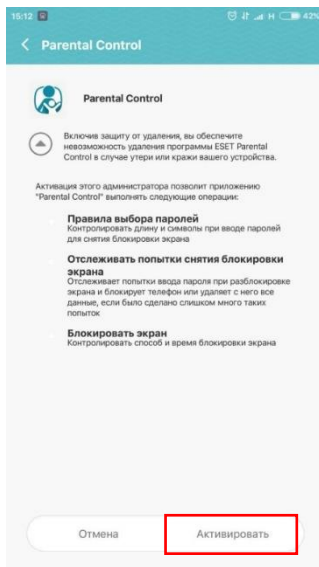 15:12 H 42%
Parental Control
Parental Control
Включив защиту от удаления, вы обеспечите
невозможность удаления программы ESET Parental
Control в случае утери или кражи вашего устройства.
Активация этого администратора позволит приложению
"Parental Control" выполнять следующие операции:
Правила выбора паролей
Контролировать длину и символы при вводе паролей
для снятия блокировки экрана
Отслеживать попытки снятия блокировки
экрана
Отслеживает попытки ввода пароля при разблокировке
экрана и блокирует телефон или удаляет с него все
данные, если было сделано слишком много таких
попыток
Блокировать экран
Контролировать способ и время блокировки экрана
Отмена Активировать